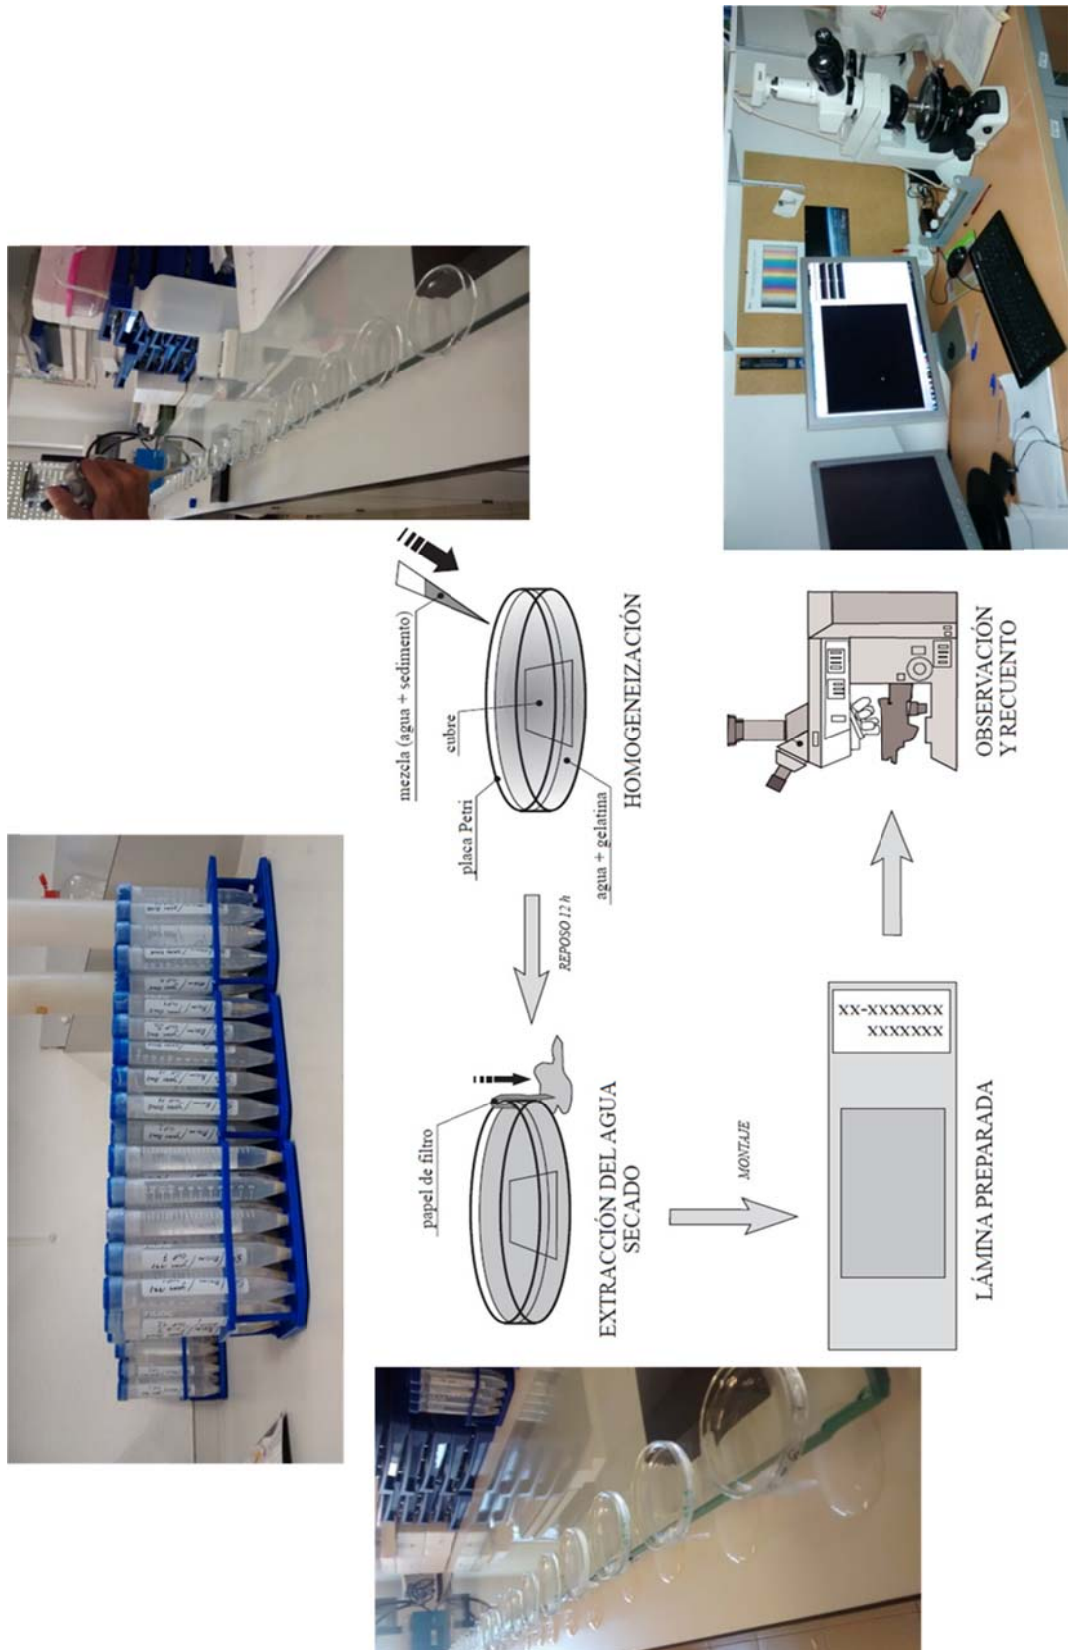 mezcla (agua + sedimento)
placa Petri
cubre
agua + gelatina
HOMOGENEIZACIÓN
REPOSO 12 h
papel de filtro
EXTRACCIÓN DEL AGUA
SECADO
MONTAJE
xx-xxxxxxx
xxxxxxx
LÁMINA PREPARADA
OBSERVACIÓN
Y RECUENTO